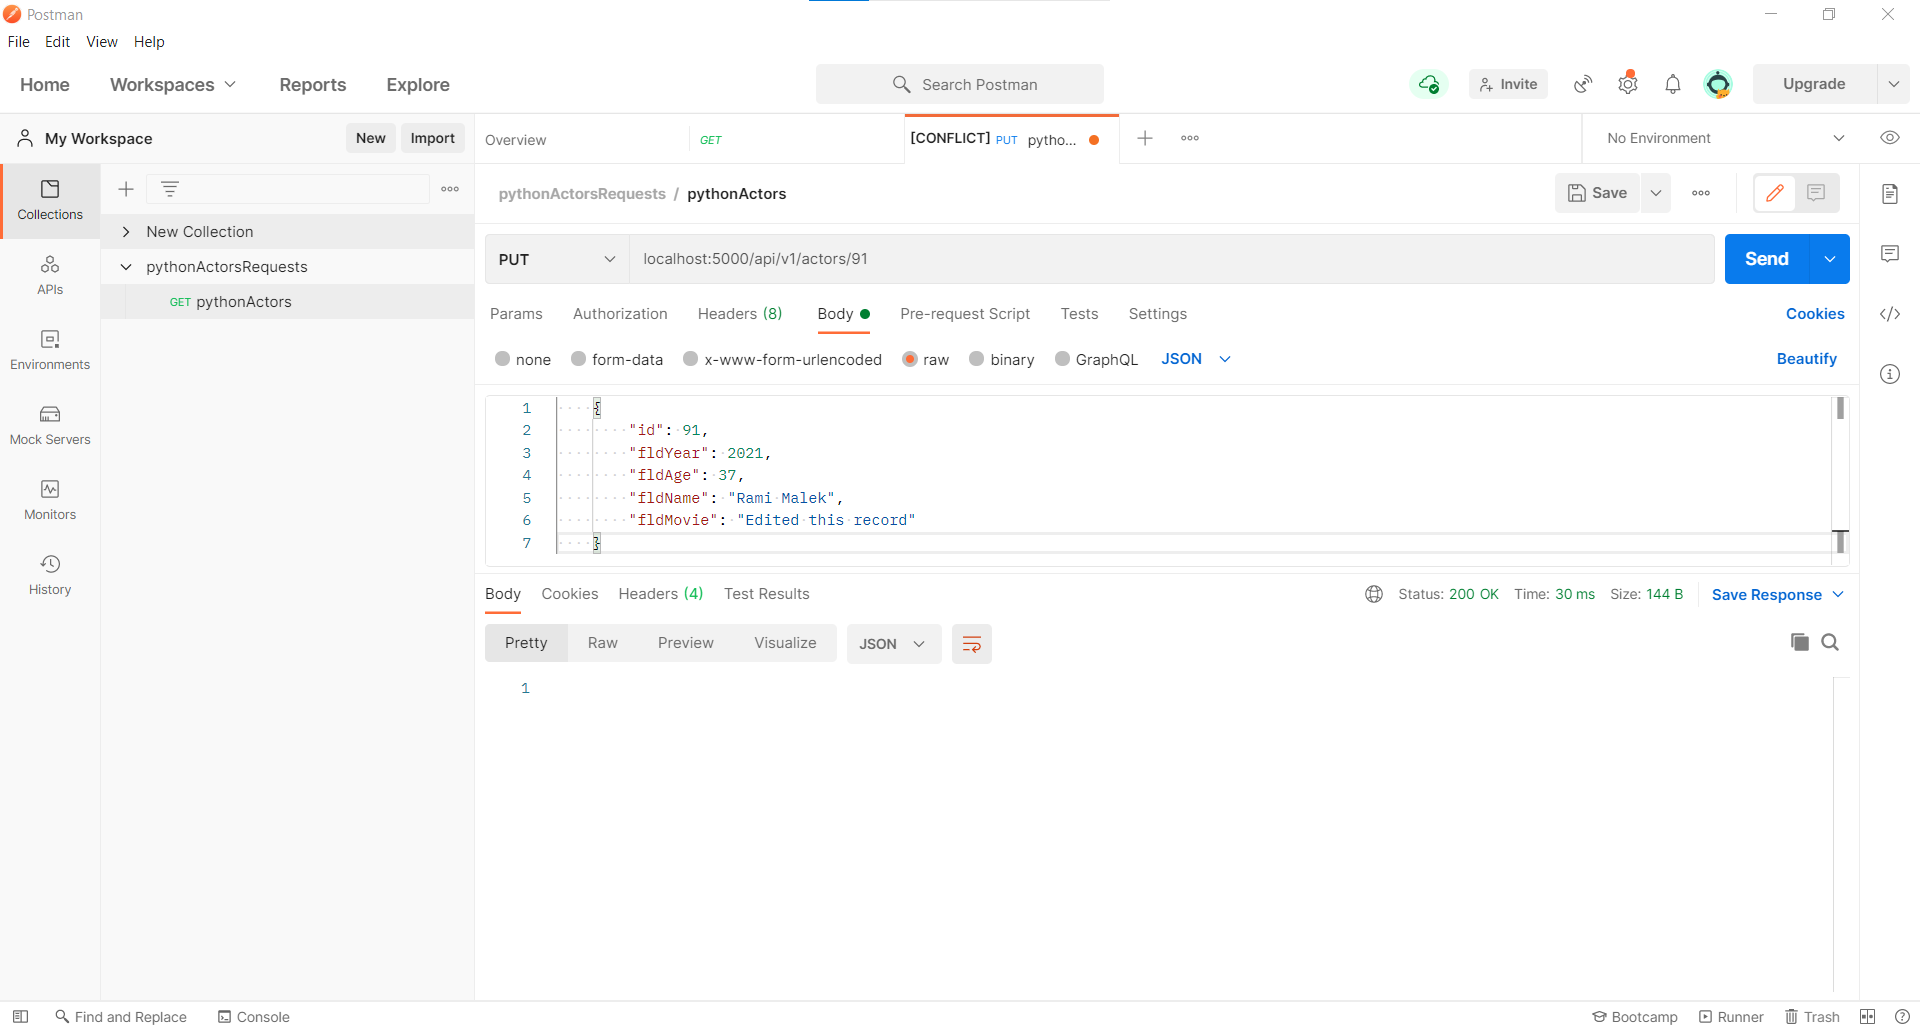 Postman
File Edit View Help
Home Workspaces Reports Explore Search Postman Invite Upgrade
My Workspace New Import Overview GET [CONFLICT] PUT pytho... No Environment
Collections
APIs
Environments
Mock Servers
Monitors
History
New Collection
pythonActorsRequests
GET pythonActors
pythonActorsRequests / pythonActors Save
PUT localhost:5000/api/v1/actors/91 Send
Params Authorization Headers (8) Body Pre-request Script Tests Settings Cookies
none form-data x-www-form-urlencoded raw binary GraphQL JSON Beautify
1 {
2 "id": 91,
3 "fldYear": 2021,
4 "fldAge": 37,
5 "fldName": "Rami Malek",
6 "fldMovie": "Edited this record"
7 }
Body Cookies Headers (4) Test Results Status: 200 OK Time: 30 ms Size: 144 B Save Response
Pretty Raw Preview Visualize JSON
1
Find and Replace Console Bootcamp Runner Trash